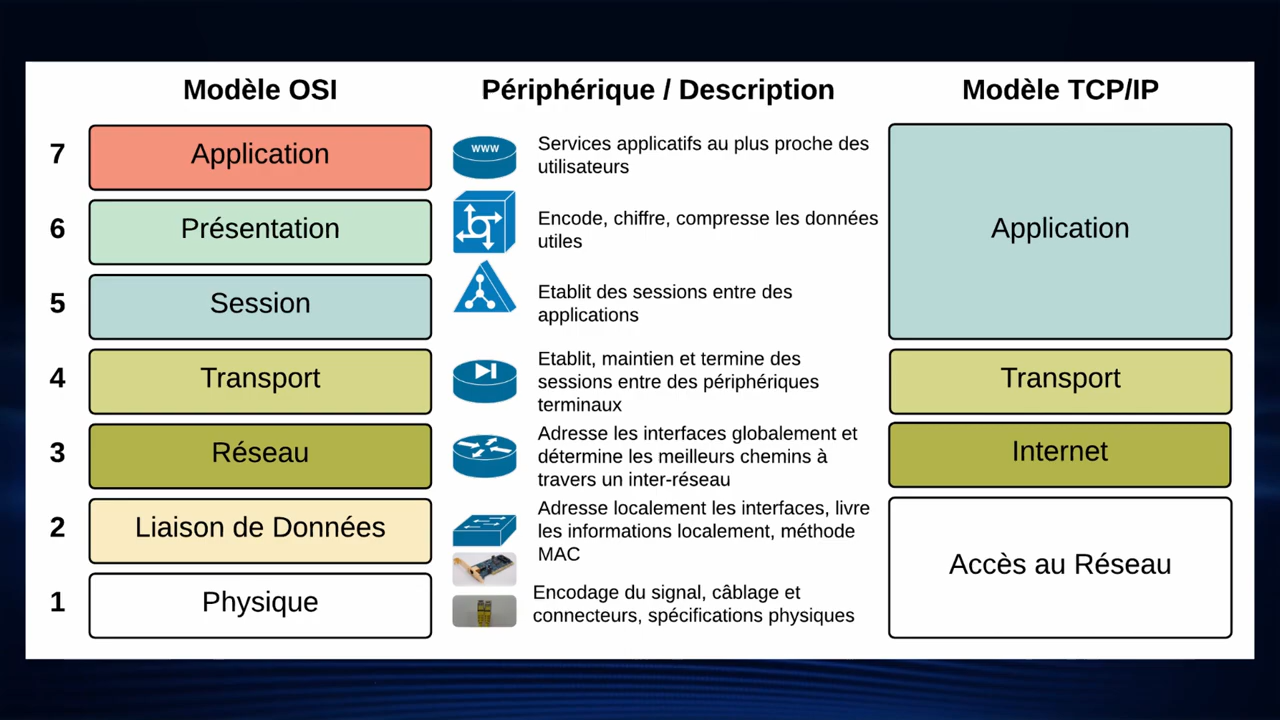 Modèle OSI
Périphérique / Description
Modèle TCP/IP
7
Application
www
Services applicatifs au plus proche des
utilisateurs
6
Présentation
Encode, chiffre, compresse les données
utiles
Application
5
Session
Etablit des sessions entre des
applications
4
Transport
Etablit, maintien et termine des
sessions entre des périphériques
terminaux
Transport
3
Réseau
Adresse les interfaces globalement et
détermine les meilleurs chemins à
travers un inter-réseau
Internet
2
Liaison de Données
Adresse localement les interfaces, livre
les informations localement, méthode
MAC
Accès au Réseau
1
Physique
Encodage du signal, câblage et
connecteurs, spécifications physiques